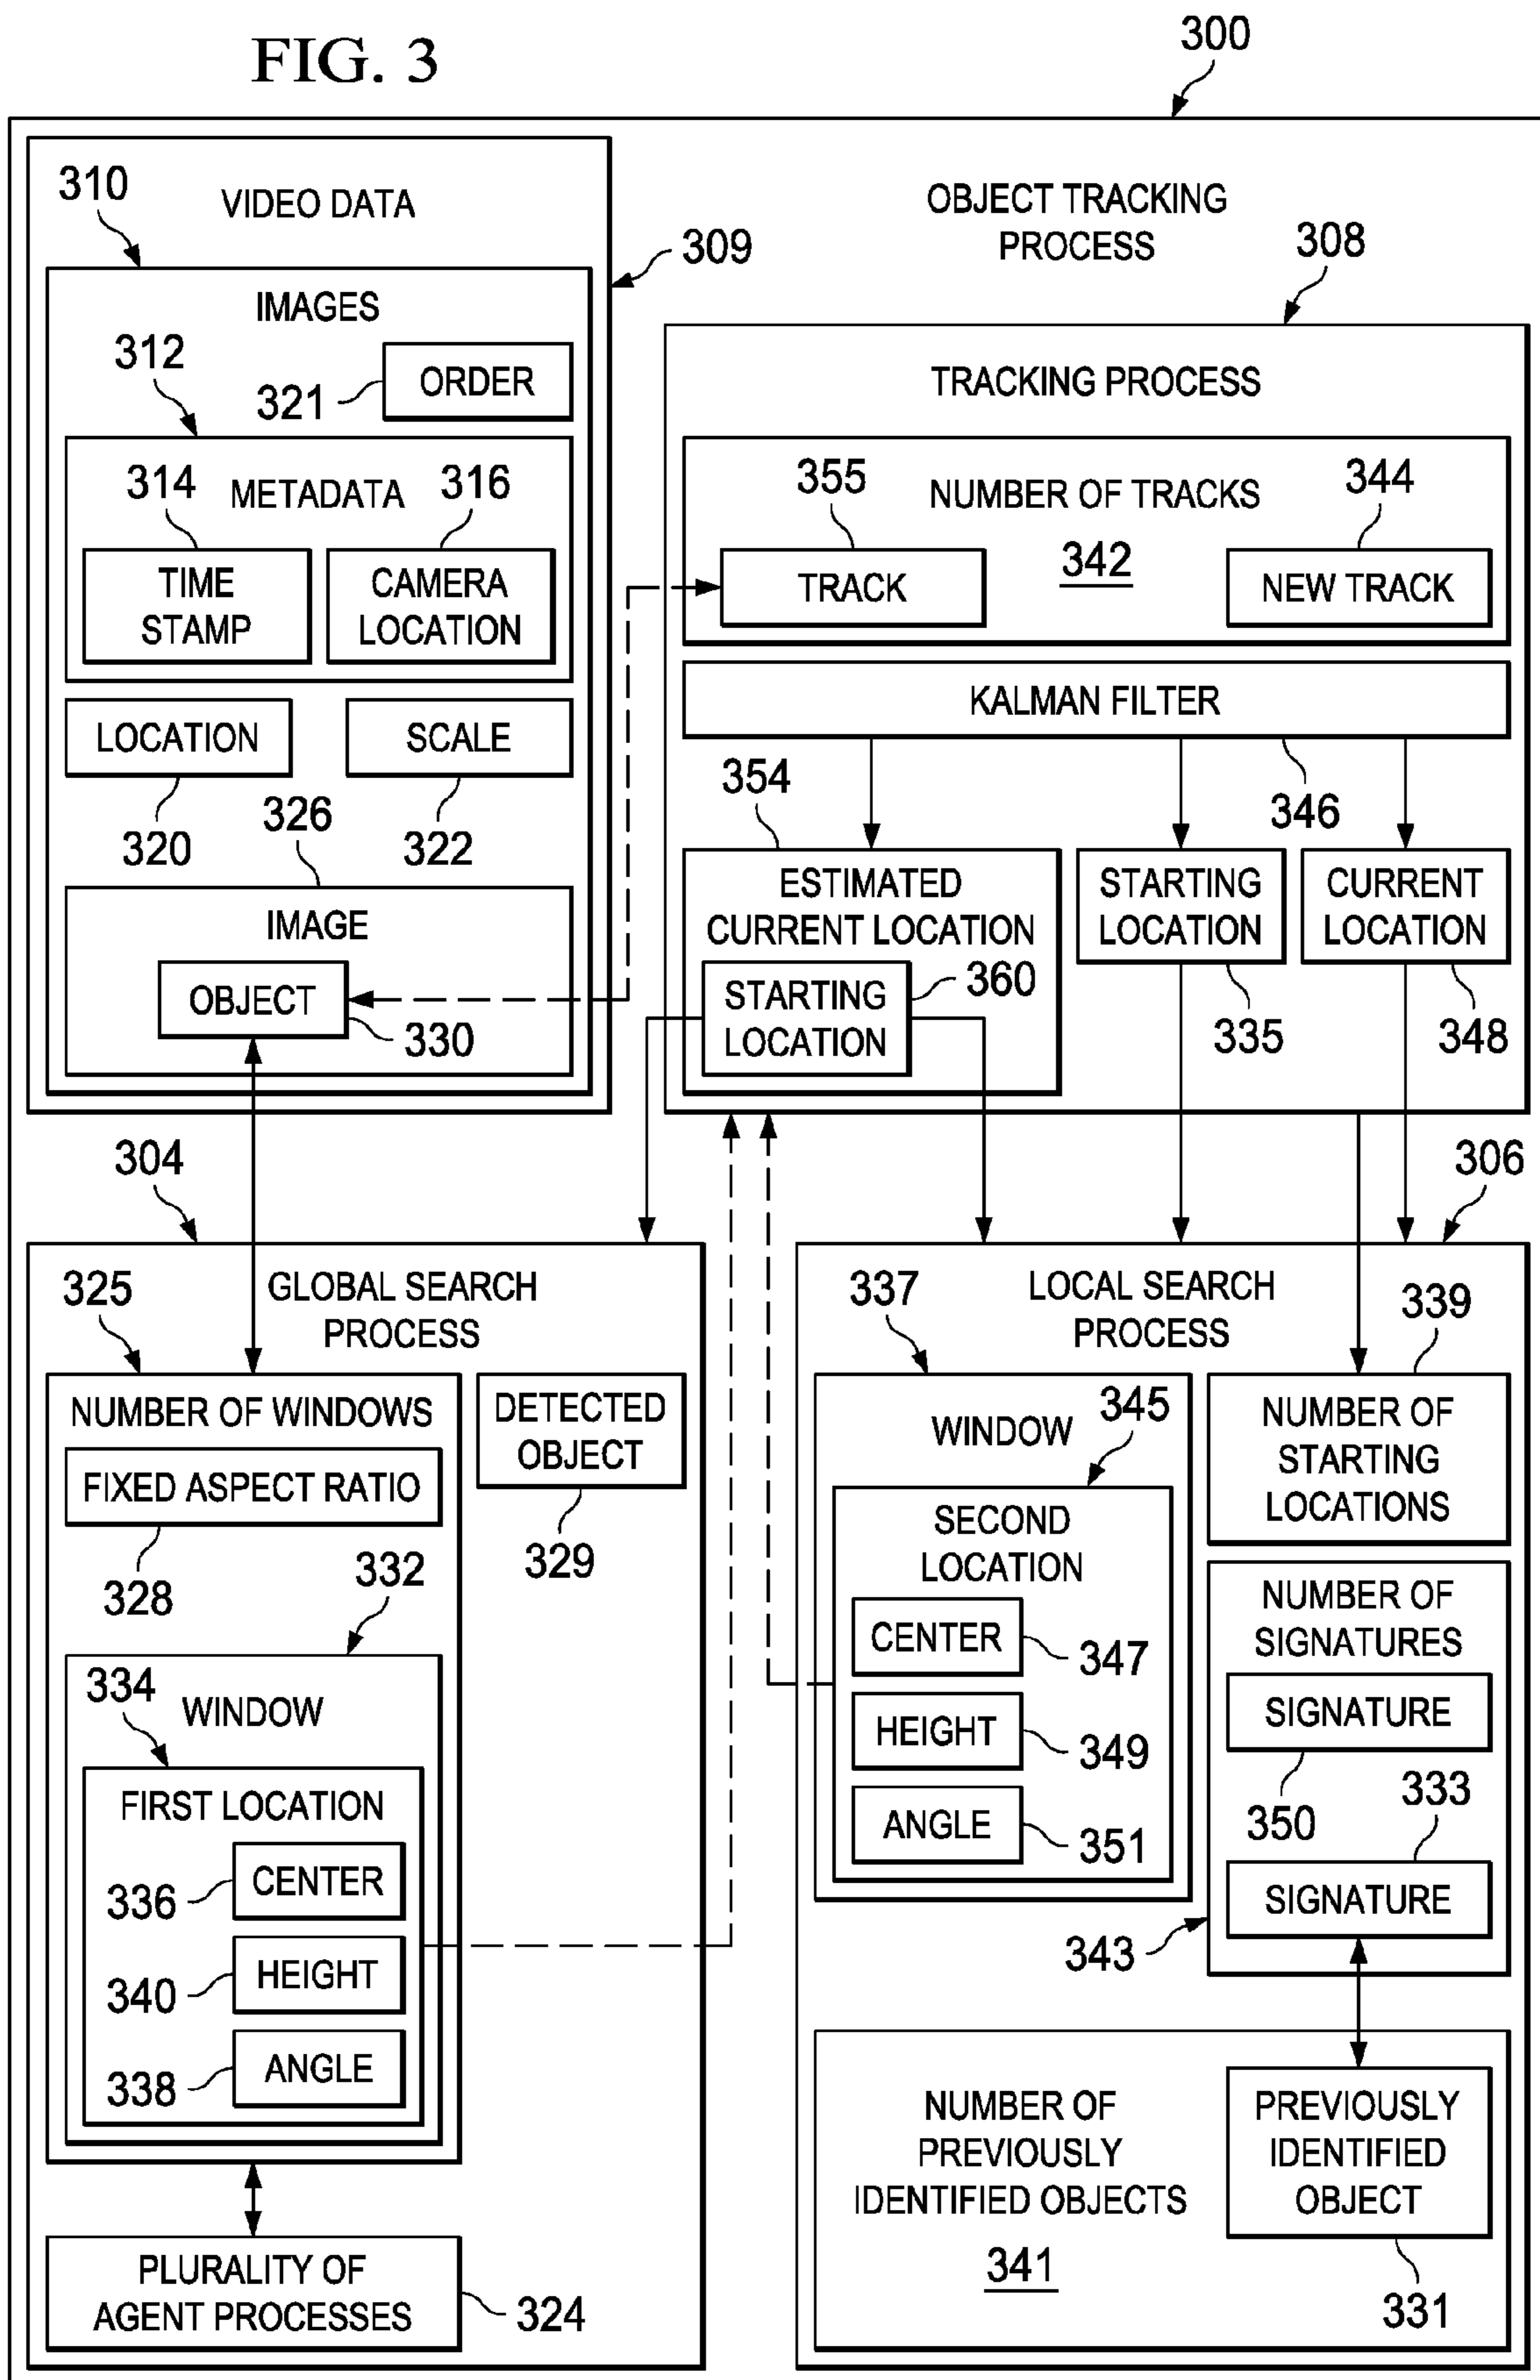 FIG. 3
300
310
VIDEO DATA
309
IMAGES
312
321
ORDER
314
METADATA
316
TIME
STAMP
CAMERA
LOCATION
LOCATION
SCALE
320
326
322
IMAGE
OBJECT
330
OBJECT TRACKING
PROCESS
308
TRACKING PROCESS
355
NUMBER OF TRACKS
344
342
TRACK
NEW TRACK
KALMAN FILTER
354
346
ESTIMATED
CURRENT LOCATION
STARTING
LOCATION
360
STARTING
LOCATION
335
CURRENT
LOCATION
348
304
325
GLOBAL SEARCH
PROCESS
NUMBER OF WINDOWS
FIXED ASPECT RATIO
328
DETECTED
OBJECT
329
332
334
WINDOW
FIRST LOCATION
336
CENTER
340
HEIGHT
338
ANGLE
PLURALITY OF
AGENT PROCESSES
324
306
337
LOCAL SEARCH
PROCESS
339
WINDOW
345
SECOND
LOCATION
CENTER
347
HEIGHT
349
ANGLE
351
NUMBER OF
STARTING
LOCATIONS
NUMBER OF
SIGNATURES
SIGNATURE
350
333
SIGNATURE
343
NUMBER OF
PREVIOUSLY
IDENTIFIED OBJECTS
341
PREVIOUSLY
IDENTIFIED
OBJECT
331